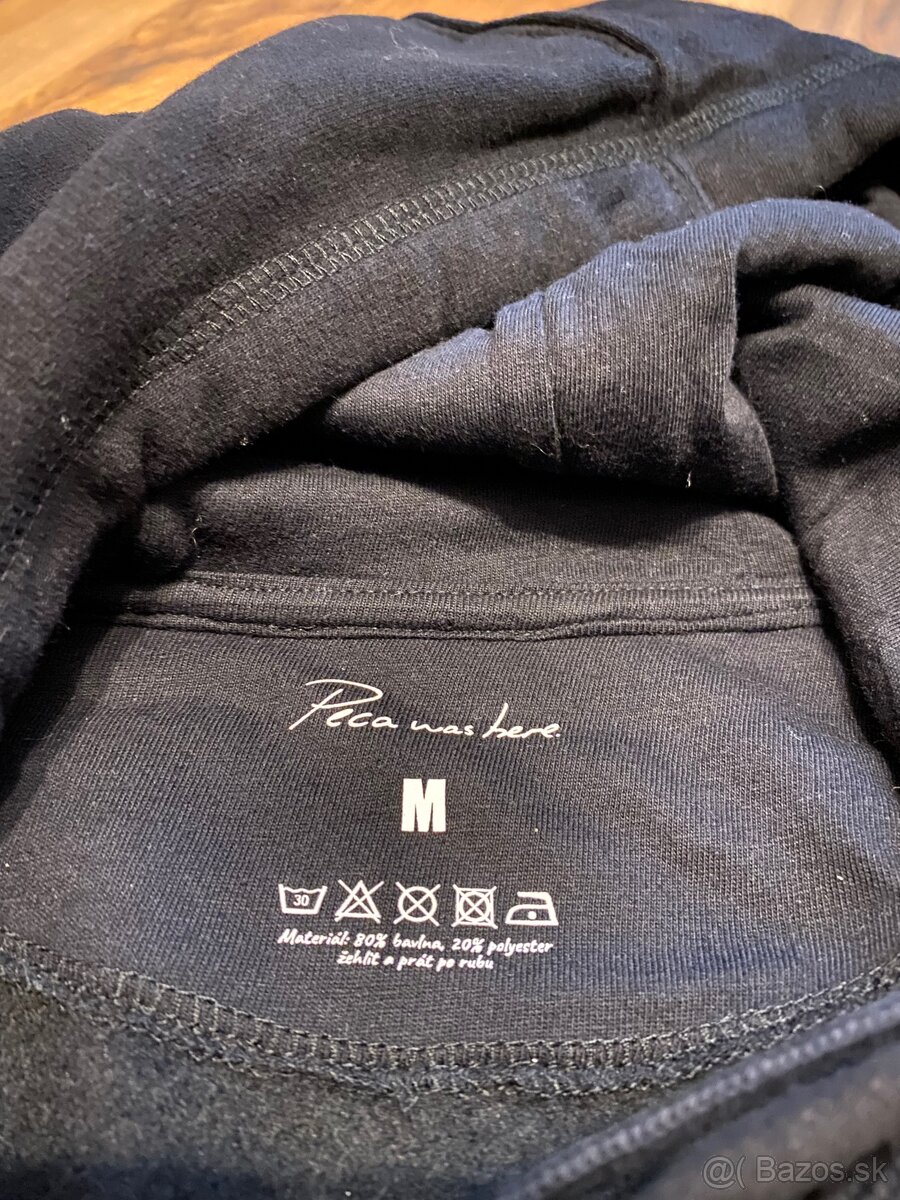 Peca was here.
M
30
Materiál: 80% bavlna, 20% polyester
žehlit a prát po rubu
@( Bazos.sk